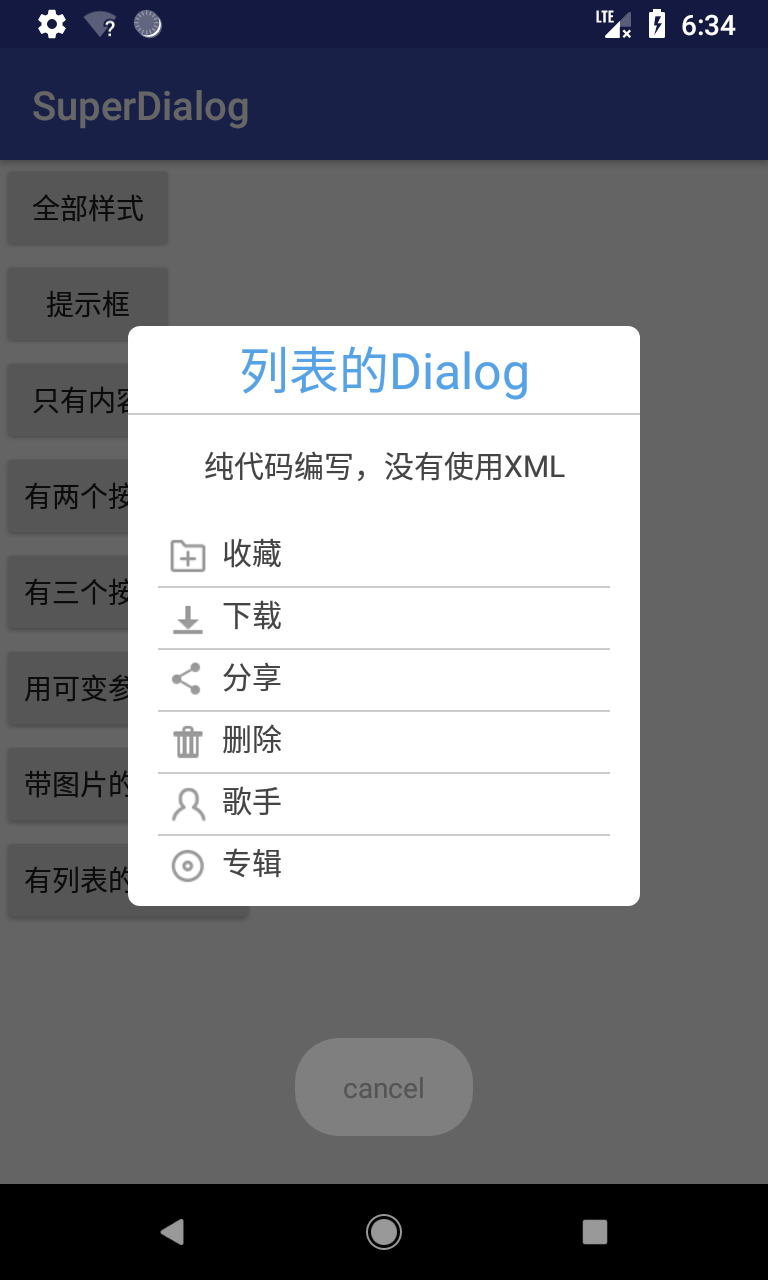 LTE 6:34
SuperDialog
全部样式
提示框
只有内容
有两个按
有三个按
用可变参
带图片的
有列表的
列表的Dialog
纯代码编写，没有使用XML
收藏
下载
分享
删除
歌手
专辑
cancel